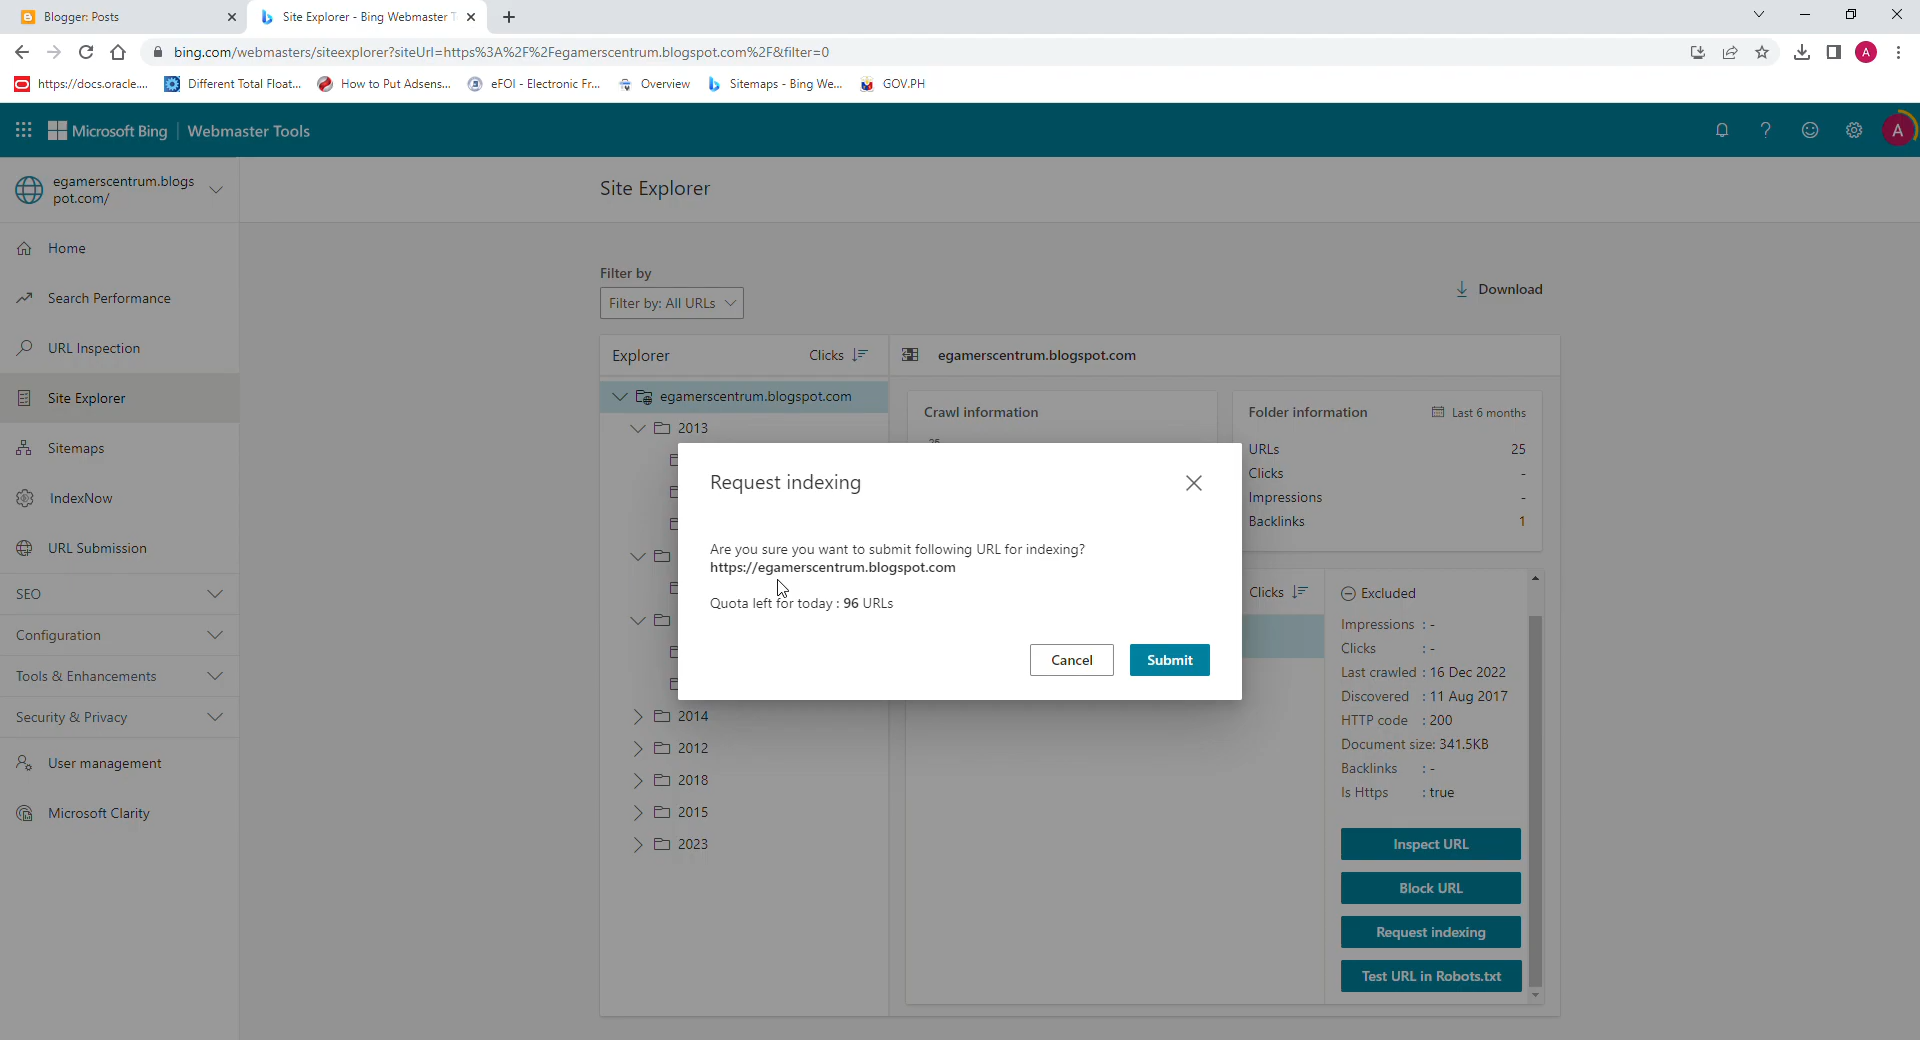 Blogger: Posts
Site Explorer - Bing Webmaster T
bing.com/webmasters/siteexplorer?siteUrl=https%3A%2F%2Fegamerscentrum.blogspot.com%2F&filter=0
A
https://docs.oracle....
Different Total Float...
How to Put Adsens...
eFOI - Electronic Fr...
Overview
Sitemaps - Bing We...
GOV.PH
Microsoft Bing
Webmaster Tools
A
egamerscentrum.blogs
pot.com/
Site Explorer
Home
Search Performance
URL Inspection
Site Explorer
Sitemaps
IndexNow
URL Submission
SEO
Configuration
Tools & Enhancements
Security & Privacy
User management
Microsoft Clarity
Filter by
Filter by: All URLs
Download
Explorer
Clicks
egamerscentrum.blogspot.com
egamerscentrum.blogspot.com
2013
2014
2012
2018
2015
2023
Crawl information
25
Folder information
Last 6 months
URLs 25
Clicks -
Impressions -
Backlinks 1
Request indexing
Are you sure you want to submit following URL for indexing?
https://egamerscentrum.blogspot.com
Quota left for today : 96 URLs
Cancel
Submit
Clicks
Excluded
Impressions : -
Clicks : -
Last crawled : 16 Dec 2022
Discovered : 11 Aug 2017
HTTP code : 200
Document size: 341.5KB
Backlinks : -
Is Https : true
Inspect URL
Block URL
Request indexing
Test URL in Robots.txt